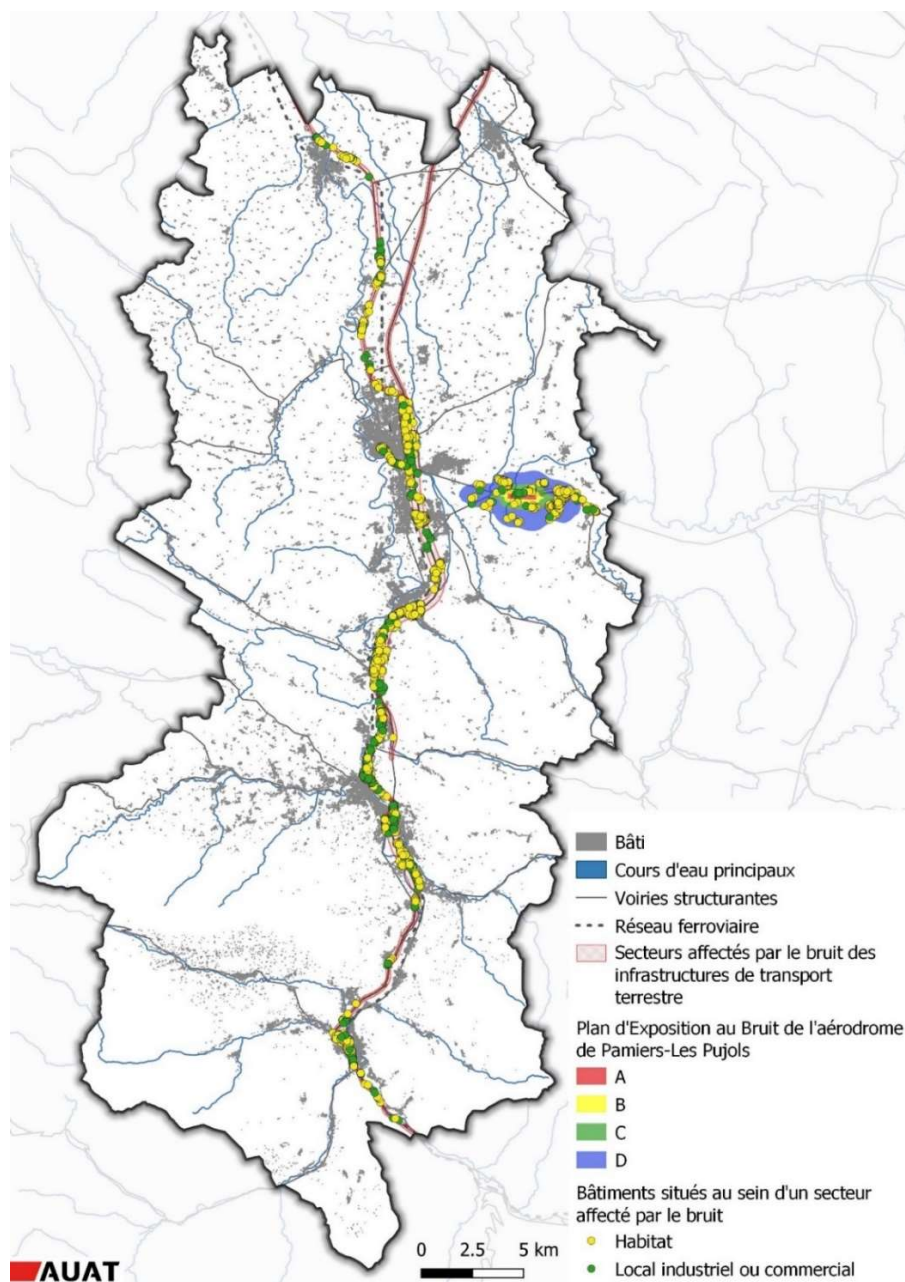 Bâti
Cours d'eau principaux
Voiries structurantes
Réseau ferroviaire
Secteurs affectés par le bruit des
infrastructures de transport
terrestre
Plan d'Exposition au Bruit de l'aérodrome
de Pamiers-Les Pujols
A
B
C
D
Bâtiments situés au sein d'un secteur
affecté par le bruit
Habitat
Local industriel ou commercial
0 2.5 5 km
AUAT